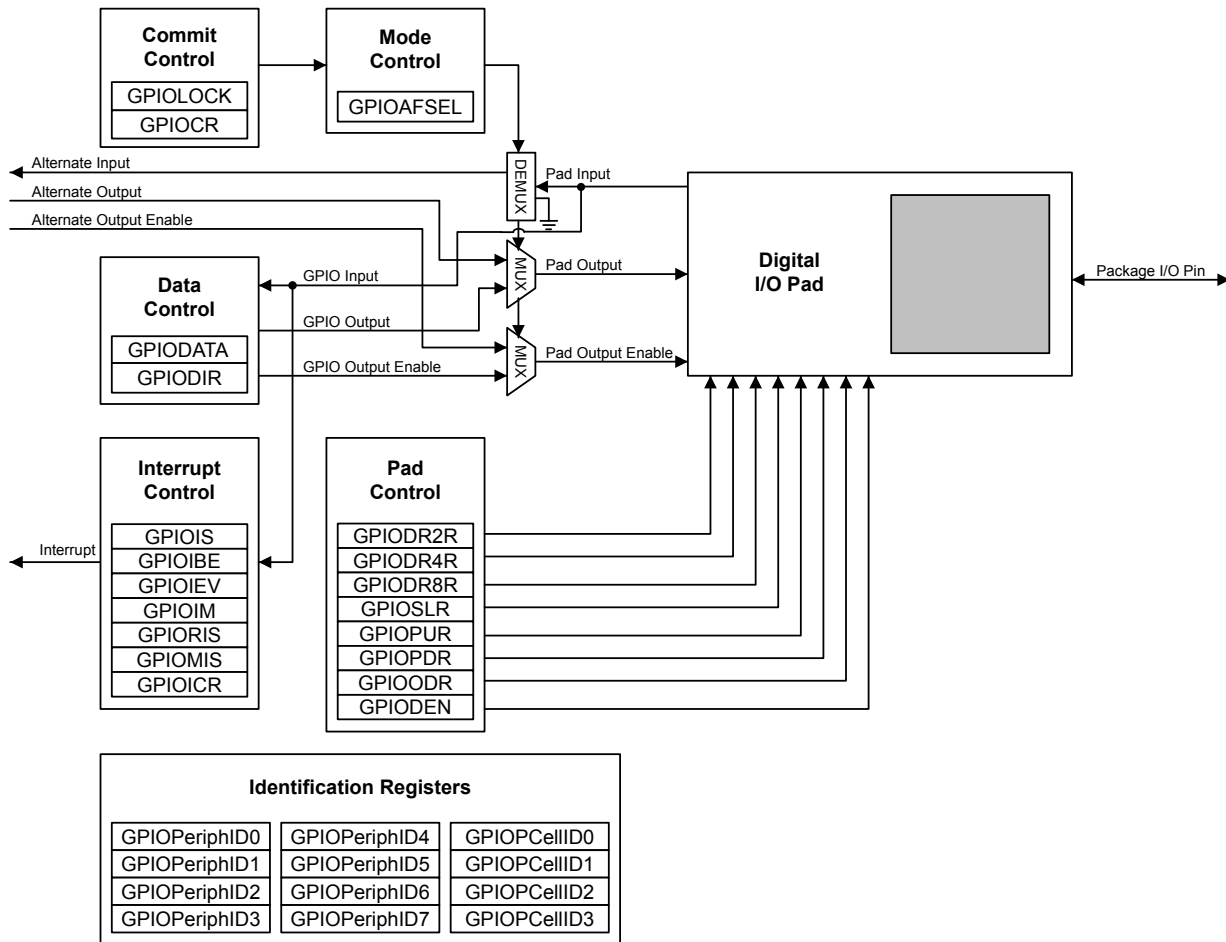 Commit
Control
GPIOLOCK
GPIOCR
Mode
Control
GPIOAFSEL
Alternate Input
Alternate Output
Alternate Output Enable
DEMUX
Pad Input
MUX
Pad Output
MUX
Pad Output Enable
Digital
I/O Pad
Package I/O Pin
Data
Control
GPIODATA
GPIODIR
GPIO Input
GPIO Output
GPIO Output Enable
Interrupt
Control
GPIOIS
GPIOIBE
GPIOIEV
GPIOIM
GPIORIS
GPIOMIS
GPIOICR
Interrupt
Pad
Control
GPIODR2R
GPIODR4R
GPIODR8R
GPIOSLR
GPIOPUR
GPIOPDR
GPIOODR
GPIODEN
Identification Registers
GPIOPeriphID0
GPIOPeriphID1
GPIOPeriphID2
GPIOPeriphID3
GPIOPeriphID4
GPIOPeriphID5
GPIOPeriphID6
GPIOPeriphID7
GPIOPCellID0
GPIOPCellID1
GPIOPCellID2
GPIOPCellID3